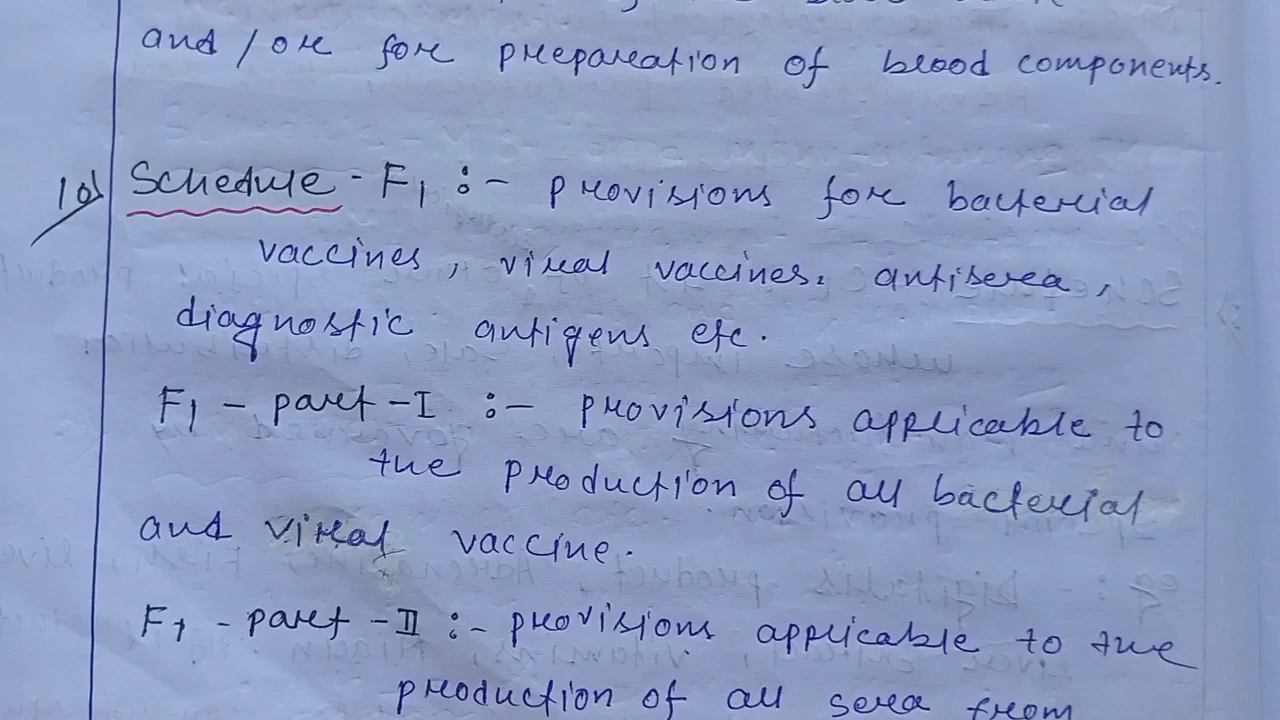 and / or for preparation of blood components.
10) Schedule - F1 :- provisions for bacterial
vaccines, viral vaccines. antisera,
diagnostic antigens etc.
F1 - part - I :- provisions applicable to
the production of all bacterial
and viral vaccine.
F1 - part - II :- provisions applicable to the
production of all sera from